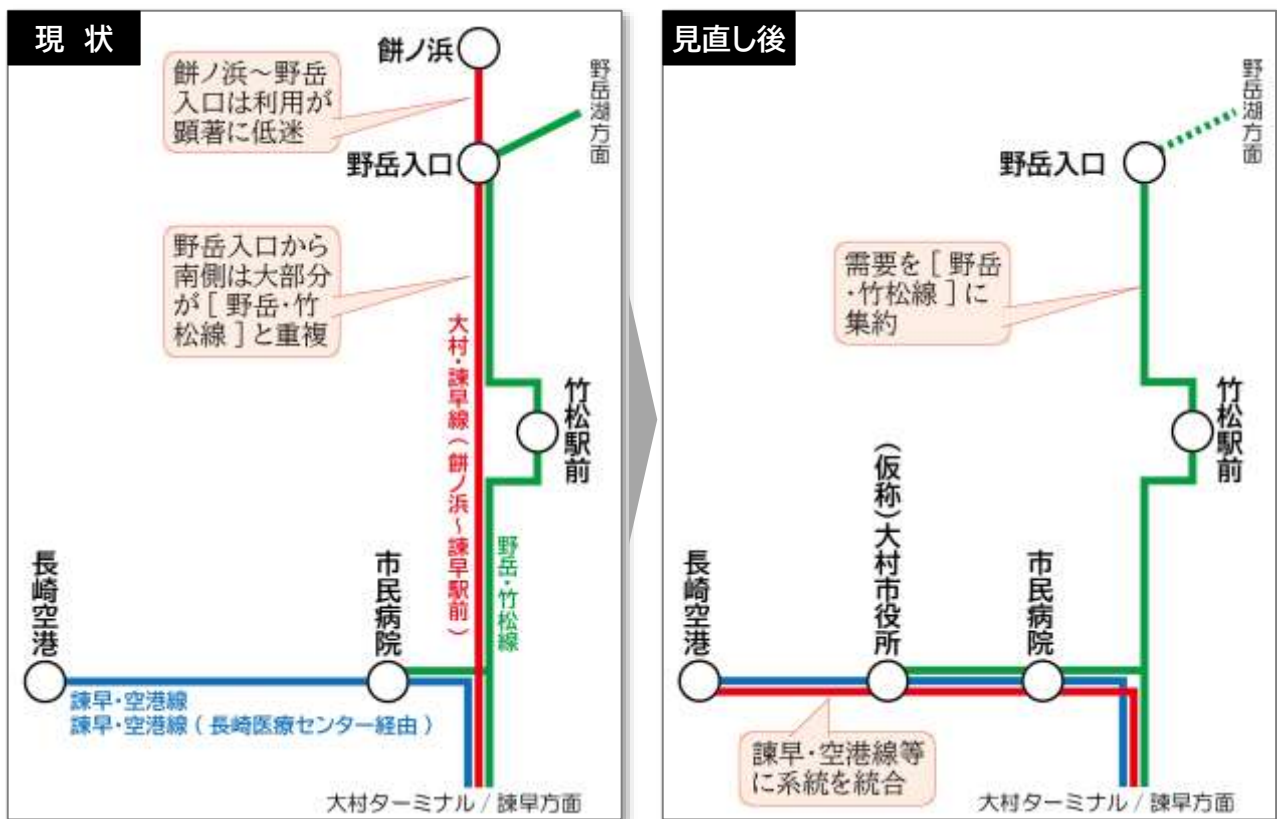 現 状
餅ノ浜
野岳湖方面
餅ノ浜～野岳
入口は利用が
顕著に低迷
野岳入口
野岳入口から
南側は大部分
が［野岳・竹
松線］と重複
大村・諫早線（餅ノ浜～諫早駅前）
竹松駅前
野岳・竹松線
長崎空港
市民病院
諫早・空港線
諫早・空港線（長崎医療センター経由）
大村ターミナル / 諫早方面
見直し後
野岳湖方面
野岳入口
需要を［野岳
・竹松線］に
集約
竹松駅前
長崎空港
（仮称）大村市役所
市民病院
諫早・空港線等
に系統を統合
大村ターミナル / 諫早方面